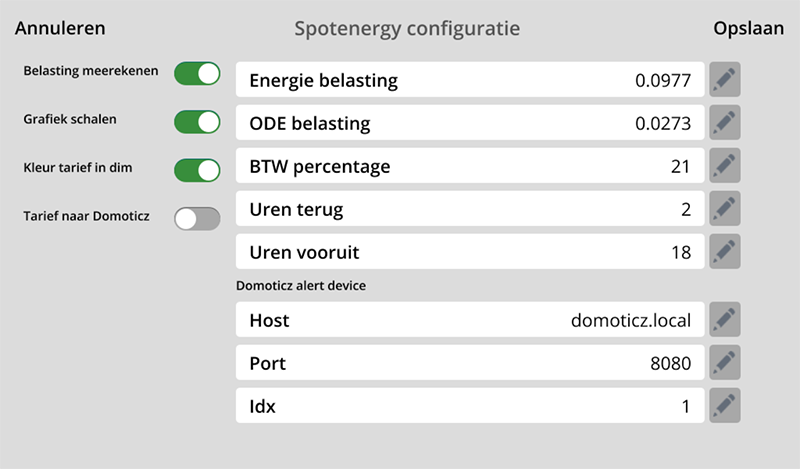 Annuleren
Spotenergy configuratie
Opslaan
Belasting meerekenen
Grafiek schalen
Kleur tarief in dim
Tarief naar Domoticz
Energie belasting 0.0977
ODE belasting 0.0273
BTW percentage 21
Uren terug 2
Uren vooruit 18
Domoticz alert device
Host domoticz.local
Port 8080
Idx 1